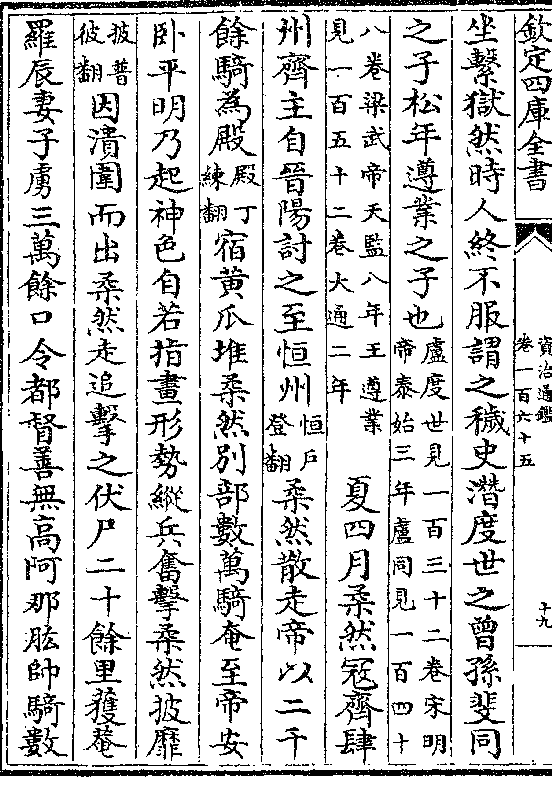 欽定四庫全書
資治通鑑
卷一百六十五
十九
坐繫獄然時人終不服謂之穢史潛度世之曾孫斐同
之子松年遵業之子也盧度世見一百三十二卷宋明帝泰始三年盧同見一百四十
八卷梁武帝天監八年王遵業見一百五十二卷大通二年夏四月柔然冦齊肆
州齊主自晉陽討之至恒州恒戶登翻柔然散走帝以二千
餘騎為殿殿丁練翻宿黄瓜堆柔然別部數萬騎奄至帝安
卧平明乃起神色自若指畫形勢縱兵奮擊柔然披靡
披普彼翻因潰圍而出柔然走追擊之伏尸二十餘里獲菴
羅辰妻子虜三萬餘口令都督善無高阿那肱帥騎數